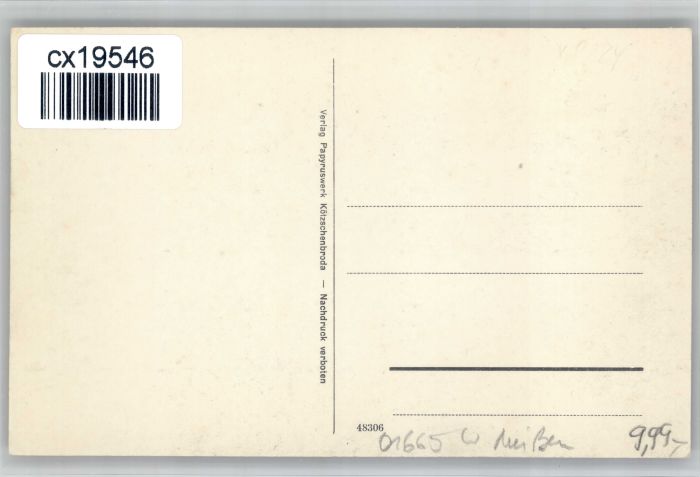 cx19546
Verlag Papyruswerk Kötzschenbroda — Nachdruck verboten
48306
01665 Meißen
9,99,-